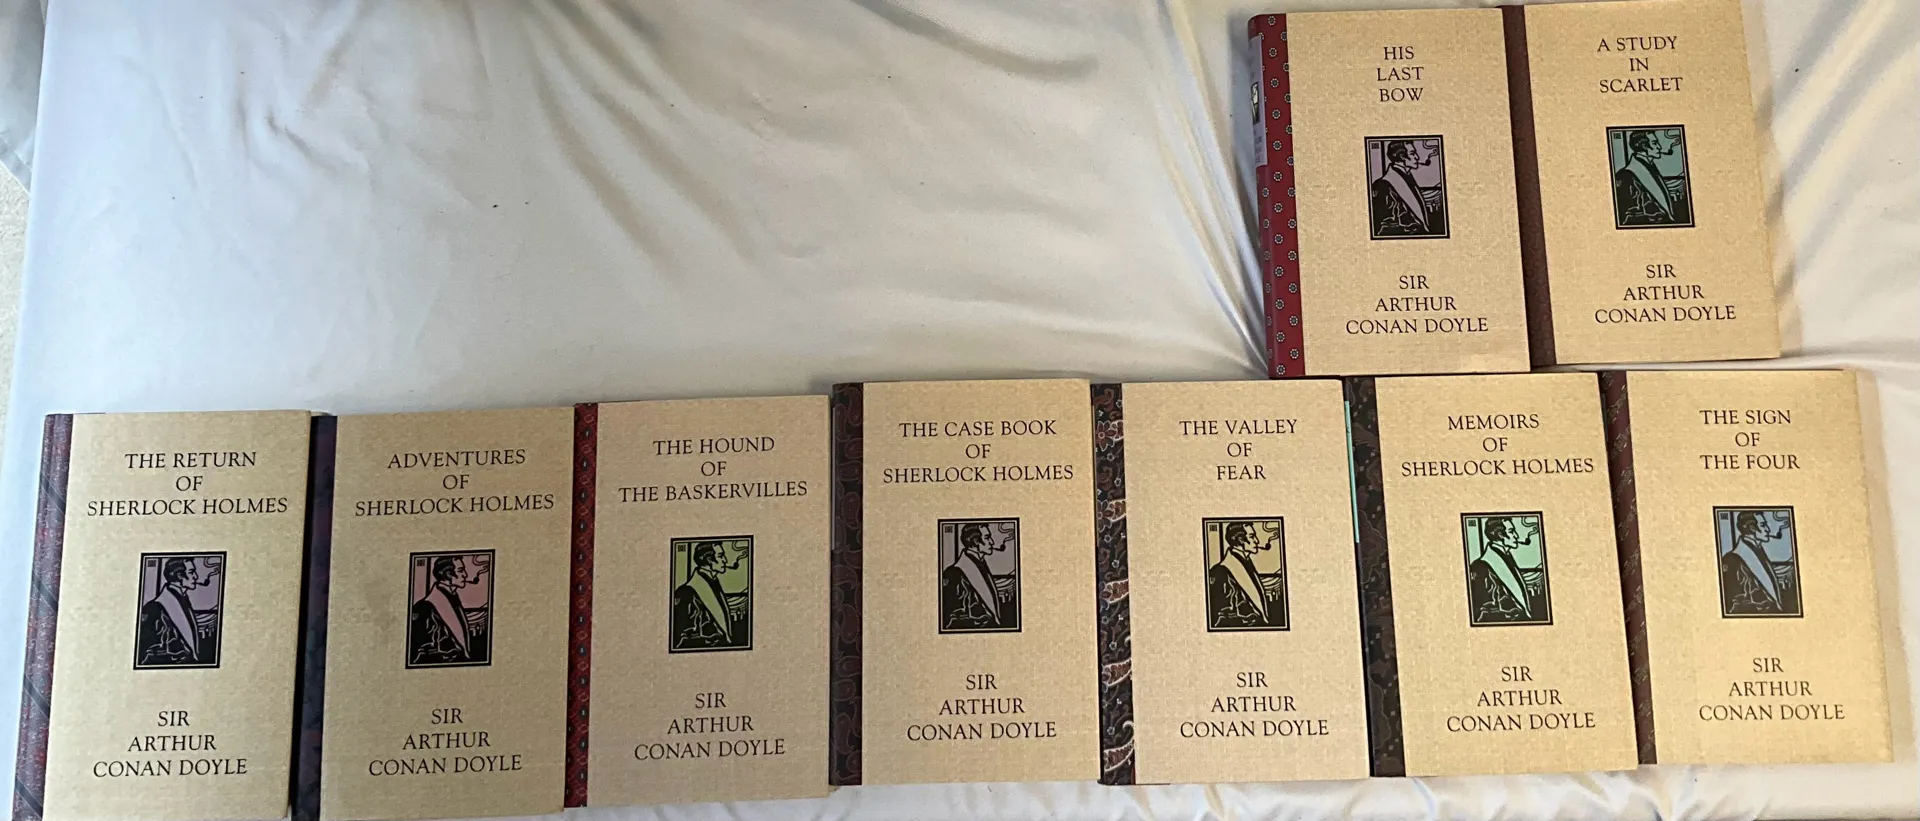 HIS
LAST
BOW
SIR
ARTHUR
CONAN DOYLE
A STUDY
IN
SCARLET
SIR
ARTHUR
CONAN DOYLE
THE RETURN
OF
SHERLOCK HOLMES
SIR
ARTHUR
CONAN DOYLE
ADVENTURES
OF
SHERLOCK HOLMES
SIR
ARTHUR
CONAN DOYLE
THE HOUND
OF
THE BASKERVILLES
SIR
ARTHUR
CONAN DOYLE
THE CASE BOOK
OF
SHERLOCK HOLMES
SIR
ARTHUR
CONAN DOYLE
THE VALLEY
OF
FEAR
SIR
ARTHUR
CONAN DOYLE
MEMOIRS
OF
SHERLOCK HOLMES
SIR
ARTHUR
CONAN DOYLE
THE SIGN
OF
THE FOUR
SIR
ARTHUR
CONAN DOYLE